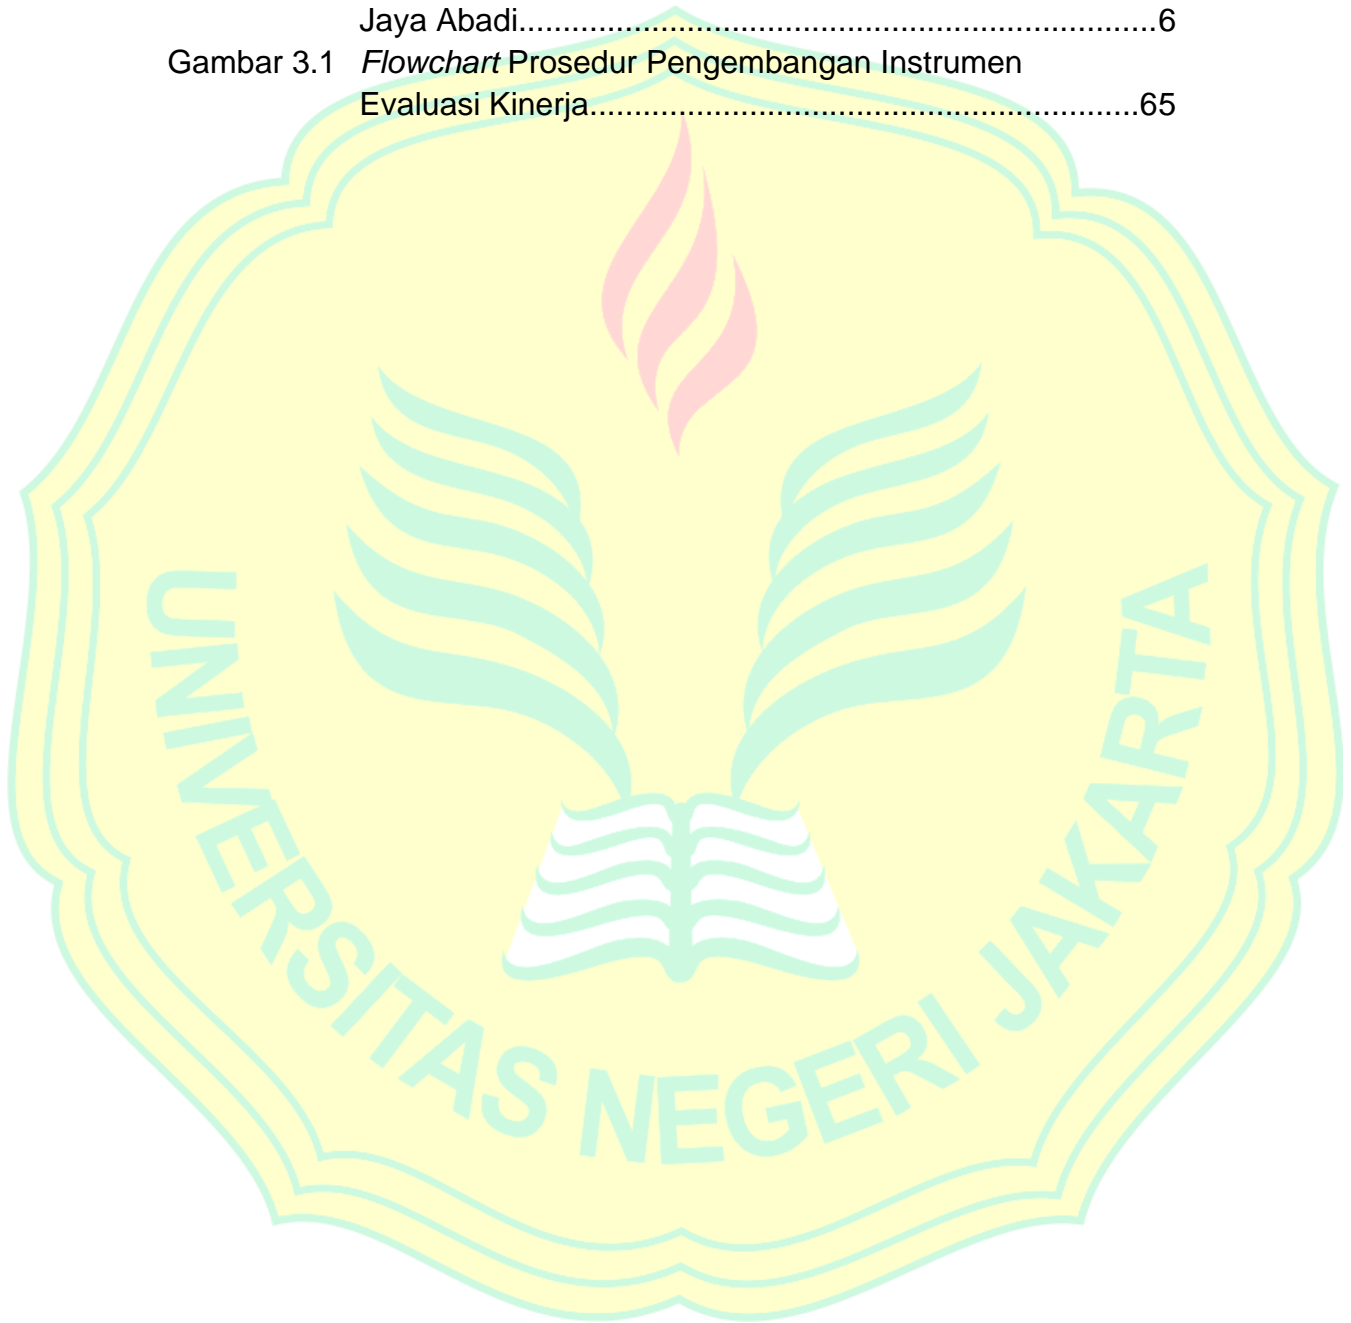 Jaya Abadi........................................................................6
Gambar 3.1 Flowchart Prosedur Pengembangan Instrumen
Evaluasi Kinerja..............................................................65
UNIVERSITAS NEGERI JAKARTA